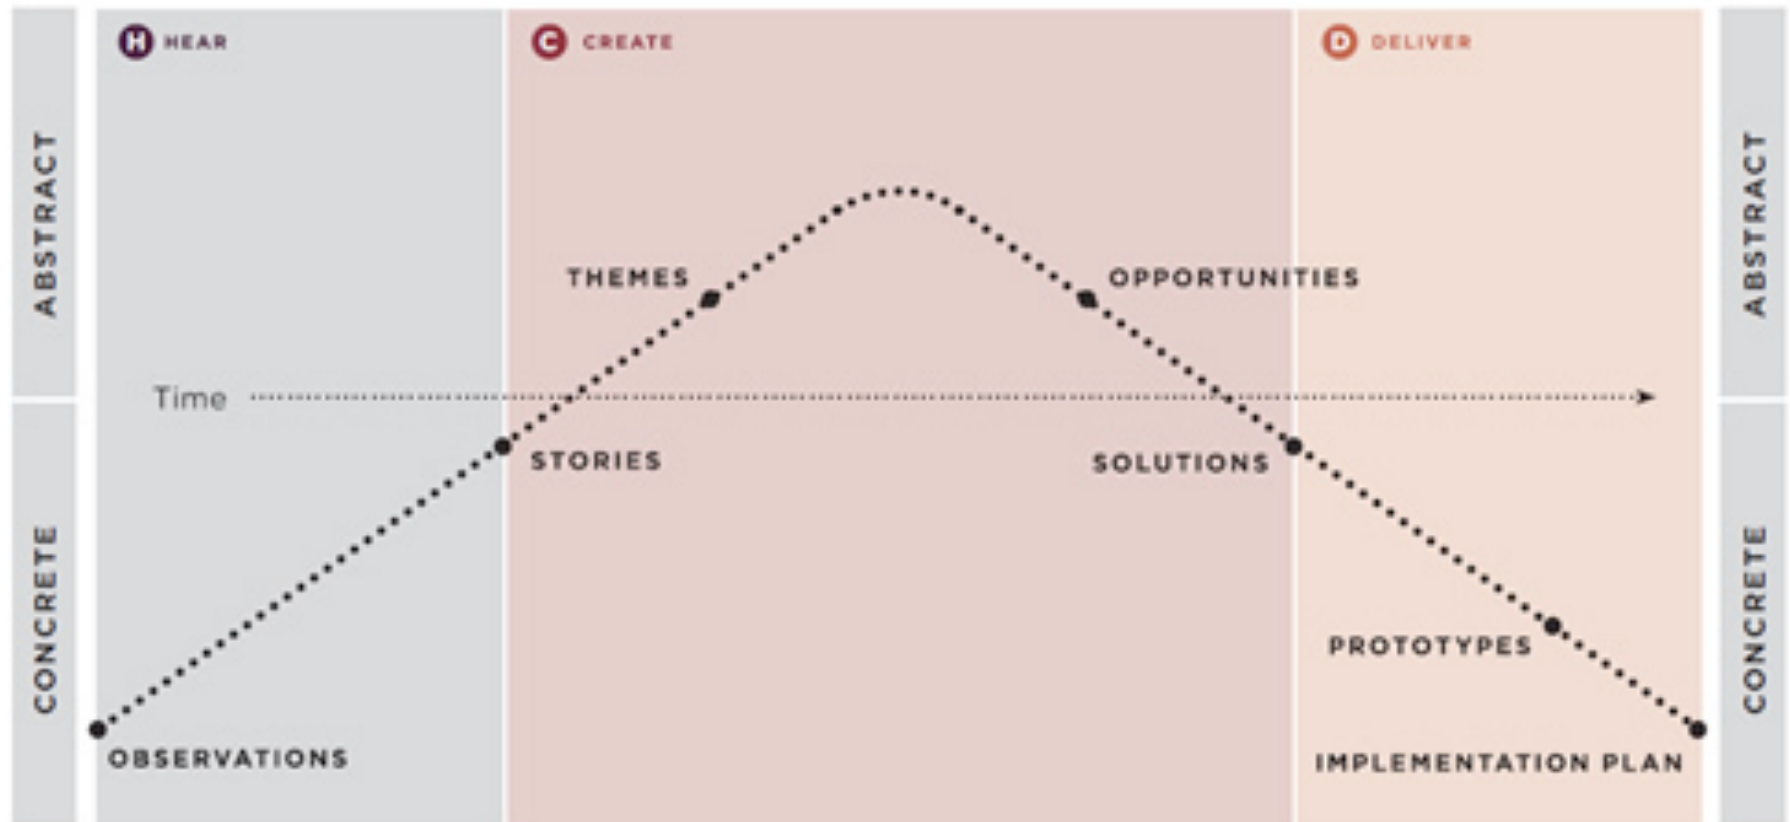 H HEAR
C CREATE
D DELIVER
ABSTRACT
ABSTRACT
THEMES
OPPORTUNITIES
Time
STORIES
SOLUTIONS
CONCRETE
CONCRETE
PROTOTYPES
OBSERVATIONS
IMPLEMENTATION PLAN